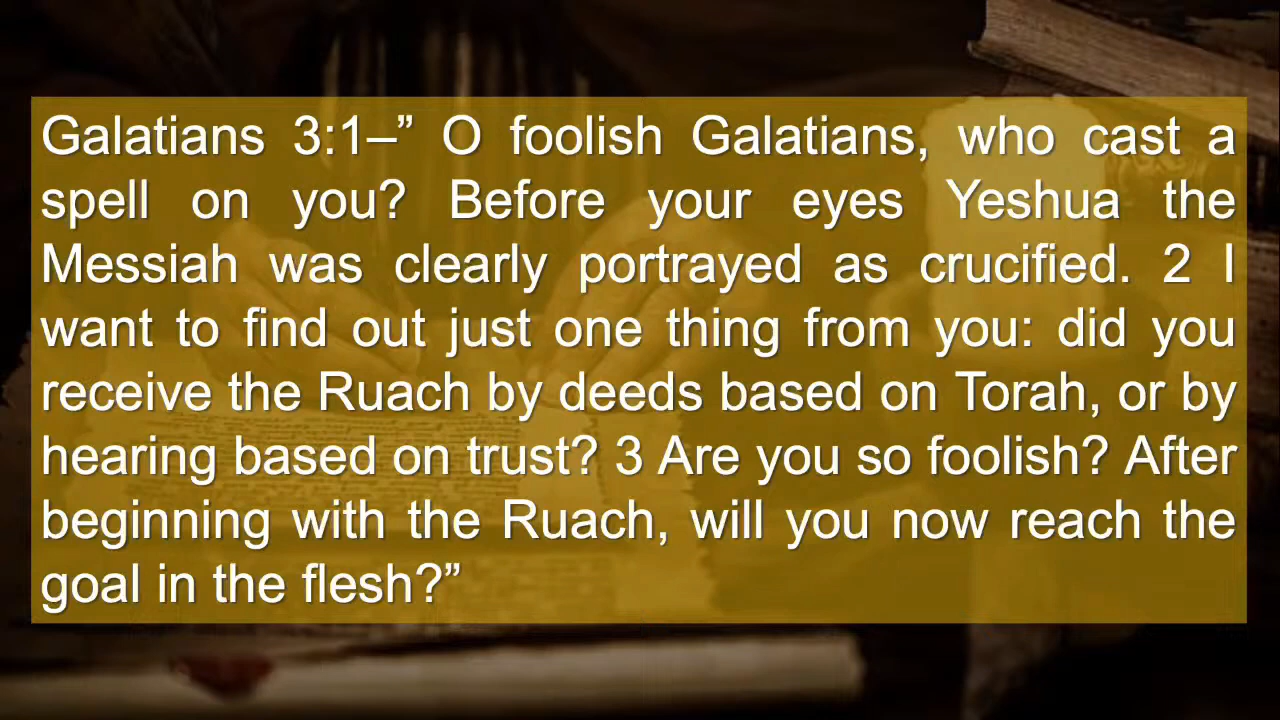 Galatians 3:1–” O foolish Galatians, who cast a
spell on you? Before your eyes Yeshua the
Messiah was clearly portrayed as crucified. 2 I
want to find out just one thing from you: did you
receive the Ruach by deeds based on Torah, or by
hearing based on trust? 3 Are you so foolish? After
beginning with the Ruach, will you now reach the
goal in the flesh?”